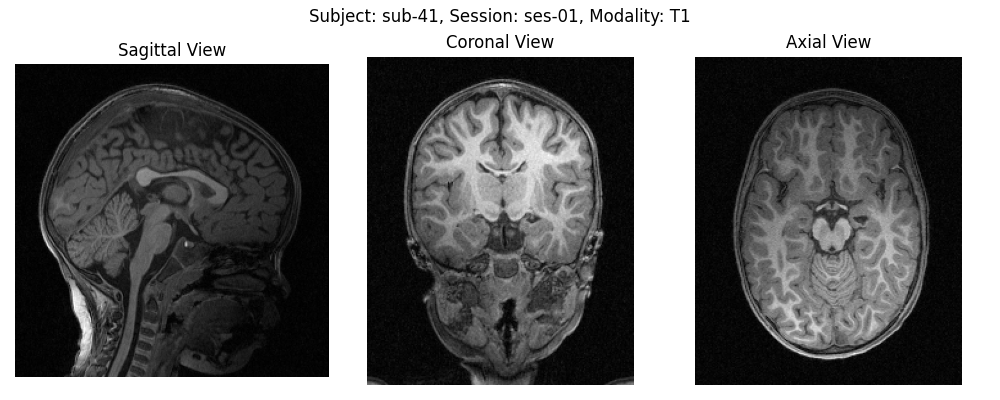 Subject: sub-41, Session: ses-01, Modality: T1
Sagittal View
Coronal View
Axial View